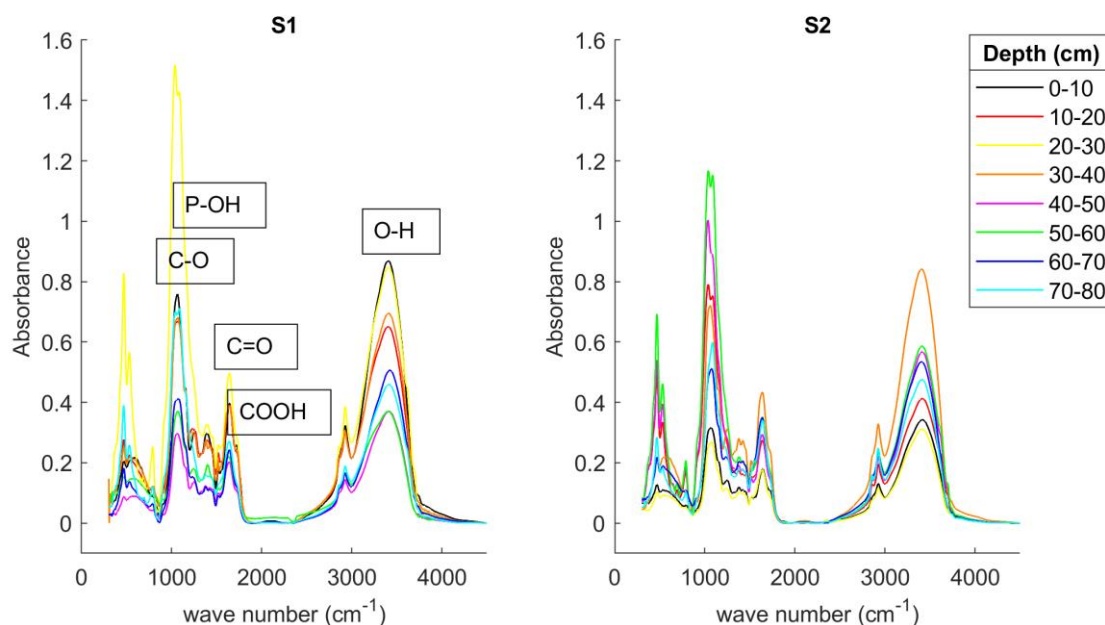 S1
1.6
1.4
1.2
1
0.8
0.6
0.4
0.2
0
Absorbance
P-OH
C-O
O-H
C=O
COOH
0 1000 2000 3000 4000
wave number (cm⁻¹)
S2
1.6
1.4
1.2
1
0.8
0.6
0.4
0.2
0
Absorbance
0 1000 2000 3000 4000
wave number (cm⁻¹)
Depth (cm)
0-10
10-20
20-30
30-40
40-50
50-60
60-70
70-80